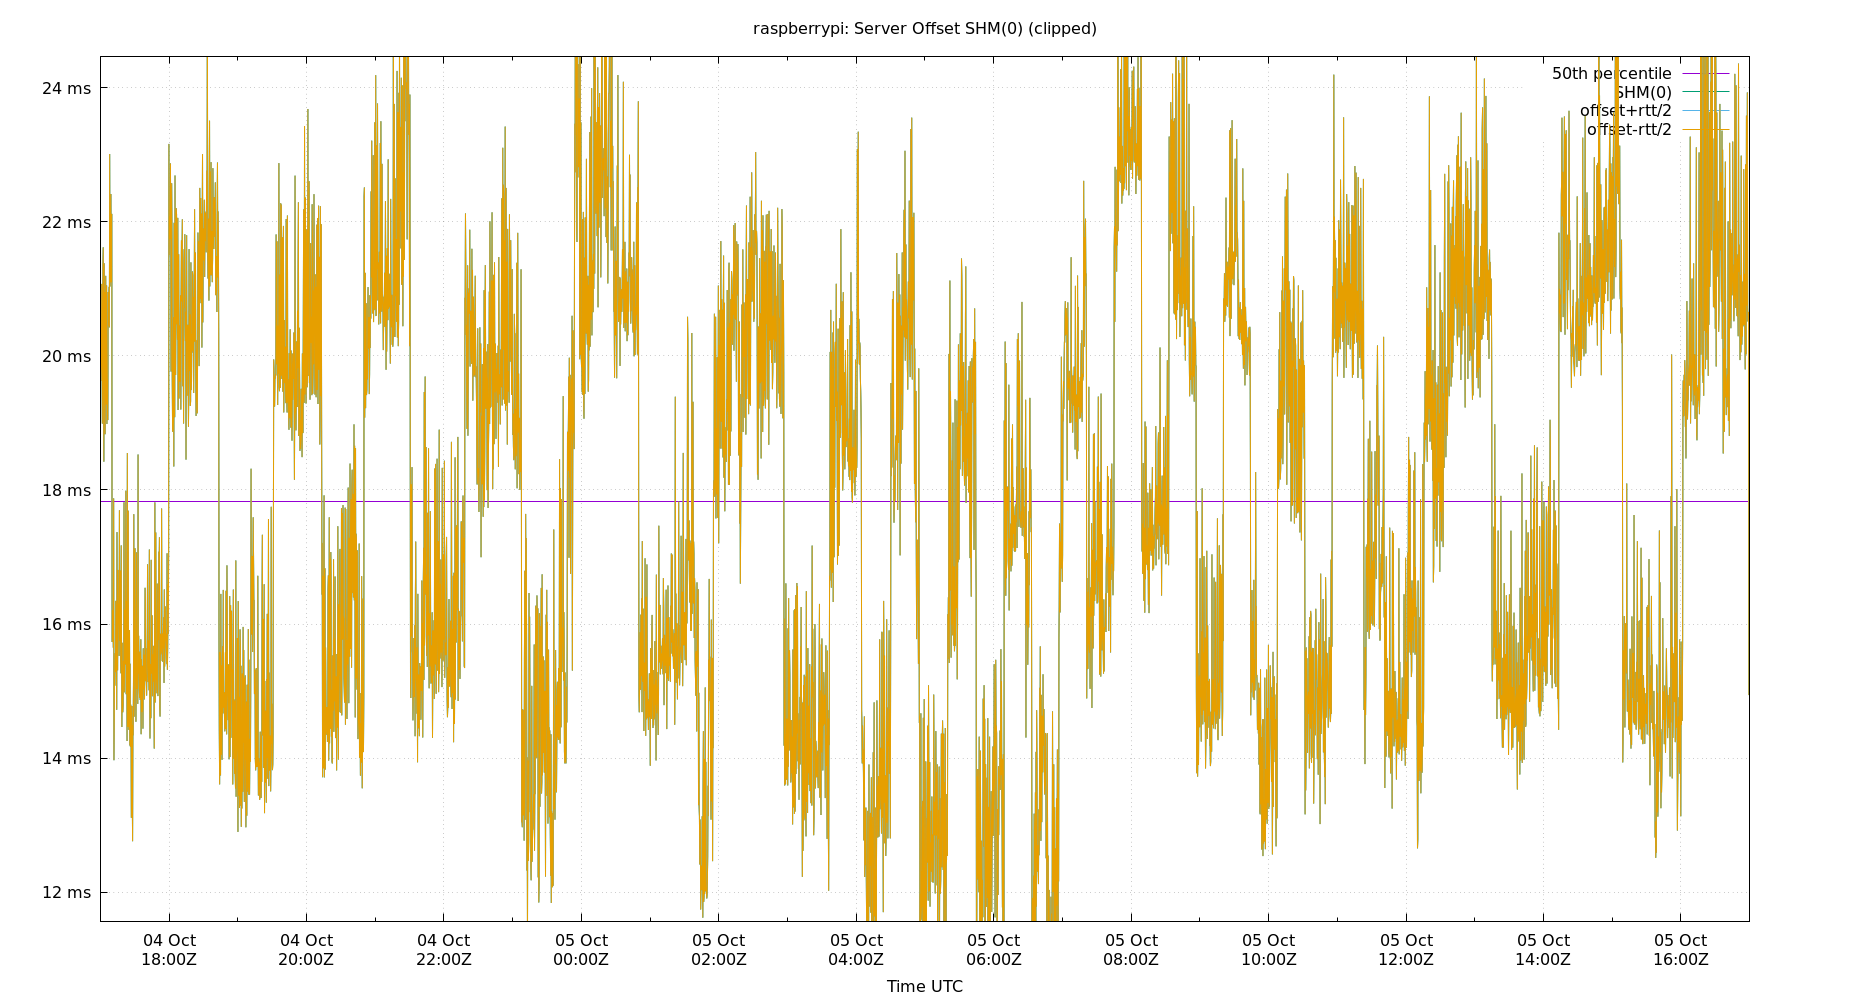 raspberrypi: Server Offset SHM(0) (clipped)
50th percentile
SHM(0)
offset+rtt/2
offset-rtt/2
24 ms
22 ms
20 ms
18 ms
16 ms
14 ms
12 ms
04 Oct
18:00Z
04 Oct
20:00Z
04 Oct
22:00Z
05 Oct
00:00Z
05 Oct
02:00Z
05 Oct
04:00Z
05 Oct
06:00Z
05 Oct
08:00Z
05 Oct
10:00Z
05 Oct
12:00Z
05 Oct
14:00Z
05 Oct
16:00Z
Time UTC